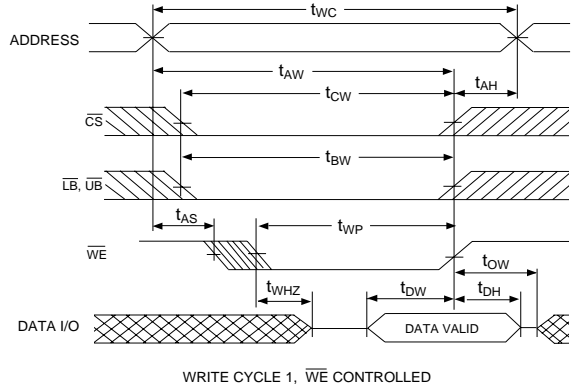 tWC
ADDRESS
tAW
tAH
tCW
CS
tBW
LB, UB
tAS
tWP
WE
tOW
tWHZ
tDW
tDH
DATA I/O
DATA VALID
WRITE CYCLE 1, WE CONTROLLED